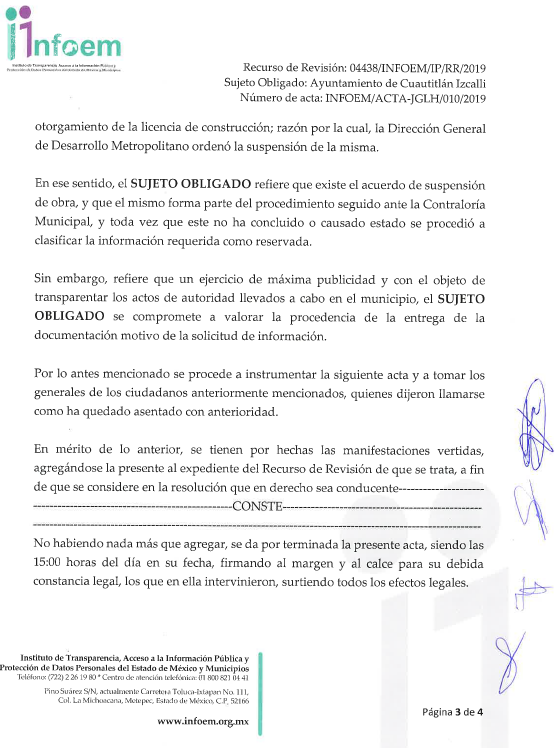 infoem
Instituto de Transparencia, Acceso a la Información Pública y
Protección de Datos Personales del Estado de México y Municipios
Recurso de Revisión: 04438/INFOEM/IP/RR/2019
Sujeto Obligado: Ayuntamiento de Cuautitlán Izcalli
Número de acta: INFOEM/ACTA-JGLH/010/2019
otorgamiento de la licencia de construcción; razón por la cual, la Dirección General
de Desarrollo Metropolitano ordenó la suspensión de la misma.
En ese sentido, el SUJETO OBLIGADO refiere que existe el acuerdo de suspensión
de obra, y que el mismo forma parte del procedimiento seguido ante la Contraloría
Municipal, y toda vez que este no ha concluido o causado estado se procedió a
clasificar la información requerida como reservada.
Sin embargo, refiere que un ejercicio de máxima publicidad y con el objeto de
transparentar los actos de autoridad llevados a cabo en el municipio, el SUJETO
OBLIGADO se compromete a valorar la procedencia de la entrega de la
documentación motivo de la solicitud de información.
Por lo antes mencionado se procede a instrumentar la siguiente acta y a tomar los
generales de los ciudadanos anteriormente mencionados, quienes dijeron llamarse
como ha quedado asentado con anterioridad.
En mérito de lo anterior, se tienen por hechas las manifestaciones vertidas,
agregándose la presente al expediente del Recurso de Revisión de que se trata, a fin
de que se considere en la resolución que en derecho sea conducente---------------------
------------------------------------------------CONSTE------------------------------------------------
No habiendo nada más que agregar, se da por terminada la presente acta, siendo las
15:00 horas del día en su fecha, firmando al margen y al calce para su debida
constancia legal, los que en ella intervinieron, surtiendo todos los efectos legales.
Instituto de Transparencia, Acceso a la Información Pública y
Protección de Datos Personales del Estado de México y Municipios
Teléfono: (722) 2 26 19 80 * Centro de atención telefónica: 01 800 821 04 41
Pino Suárez S/N, actualmente Carretera Toluca-Ixtapan No. 111,
Col. La Michoacana, Metepec, Estado de México, C.P. 52166
www.infoem.org.mx
Página 3 de 4